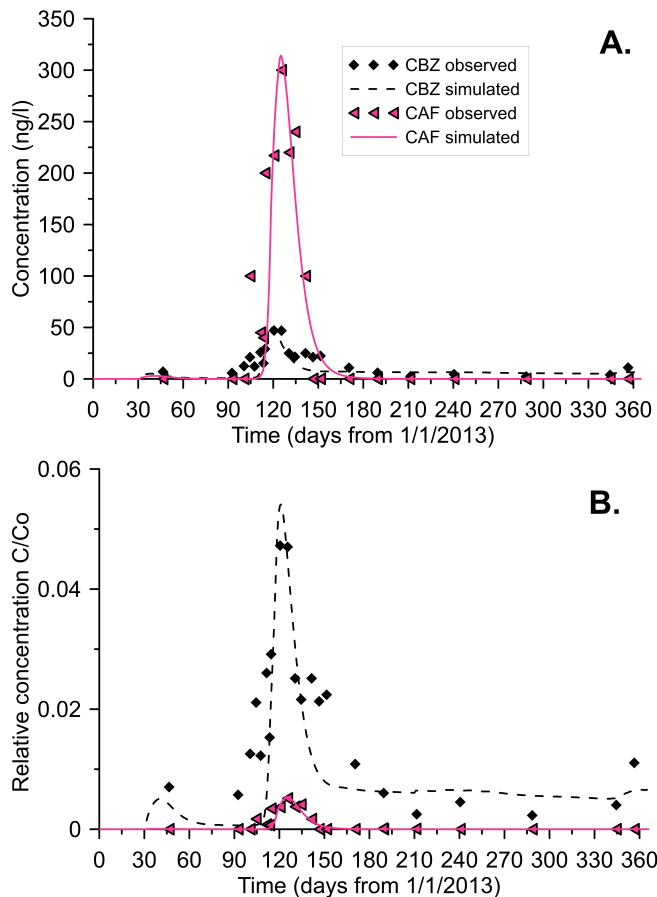 A.
350
300
250
200
150
100
50
0
Concentration (ng/l)
CBZ observed
CBZ simulated
CAF observed
CAF simulated
0 30 60 90 120 150 180 210 240 270 300 330 360
Time (days from 1/1/2013)
B.
0.06
0.04
0.02
0
Relative concentration C/Co
0 30 60 90 120 150 180 210 240 270 300 330 360
Time (days from 1/1/2013)